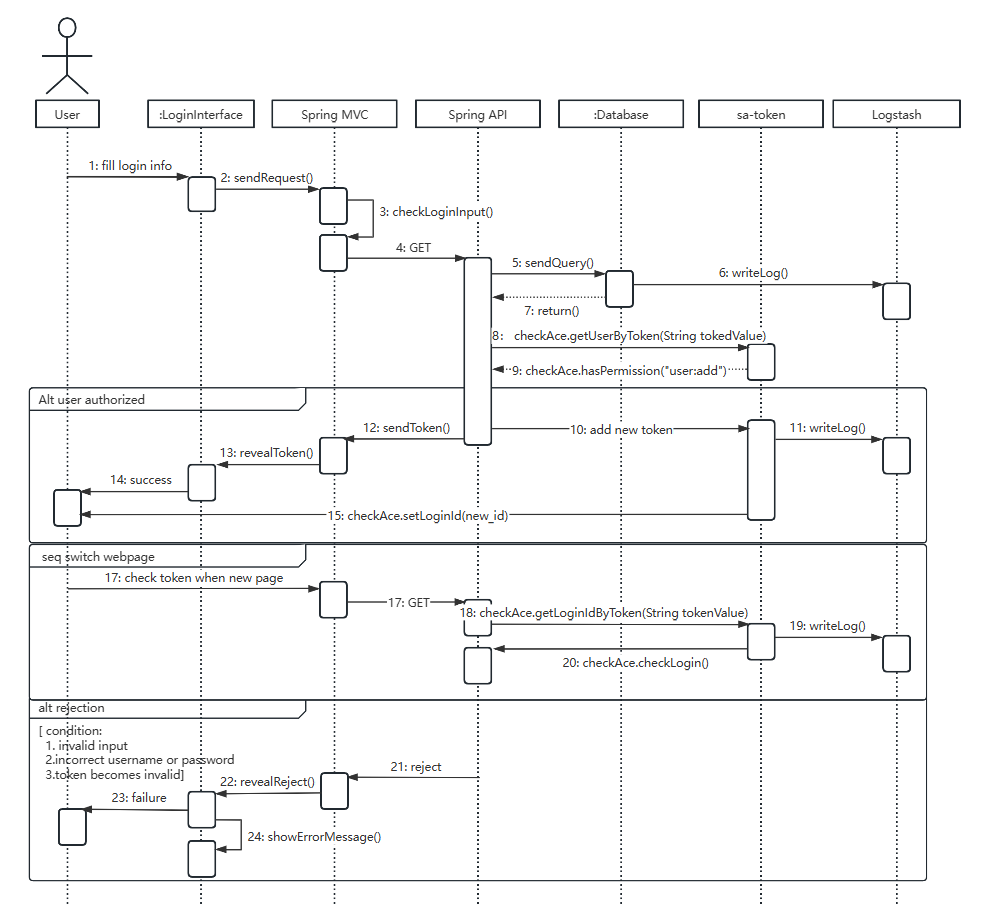 User
:LoginInterface
Spring MVC
Spring API
:Database
sa-token
Logstash
1: fill login info
2: sendRequest()
3: checkLoginInput()
4: GET
5: sendQuery()
6: writeLog()
7: return()
8: checkAce.getUserByToken(String tokedValue)
9: checkAce.hasPermission("user:add")
Alt user authorized
12: sendToken()
10: add new token
11: writeLog()
13: revealToken()
14: success
15: checkAce.setLoginId(new_id)
seq switch webpage
17: check token when new page
17: GET
18: checkAce.getLoginIdByToken(String tokenValue)
19: writeLog()
20: checkAce.checkLogin()
alt rejection
[ condition:
1. invalid input
2.incorrect username or password
3.token becomes invalid]
21: reject
22: revealReject()
23: failure
24: showErrorMessage()